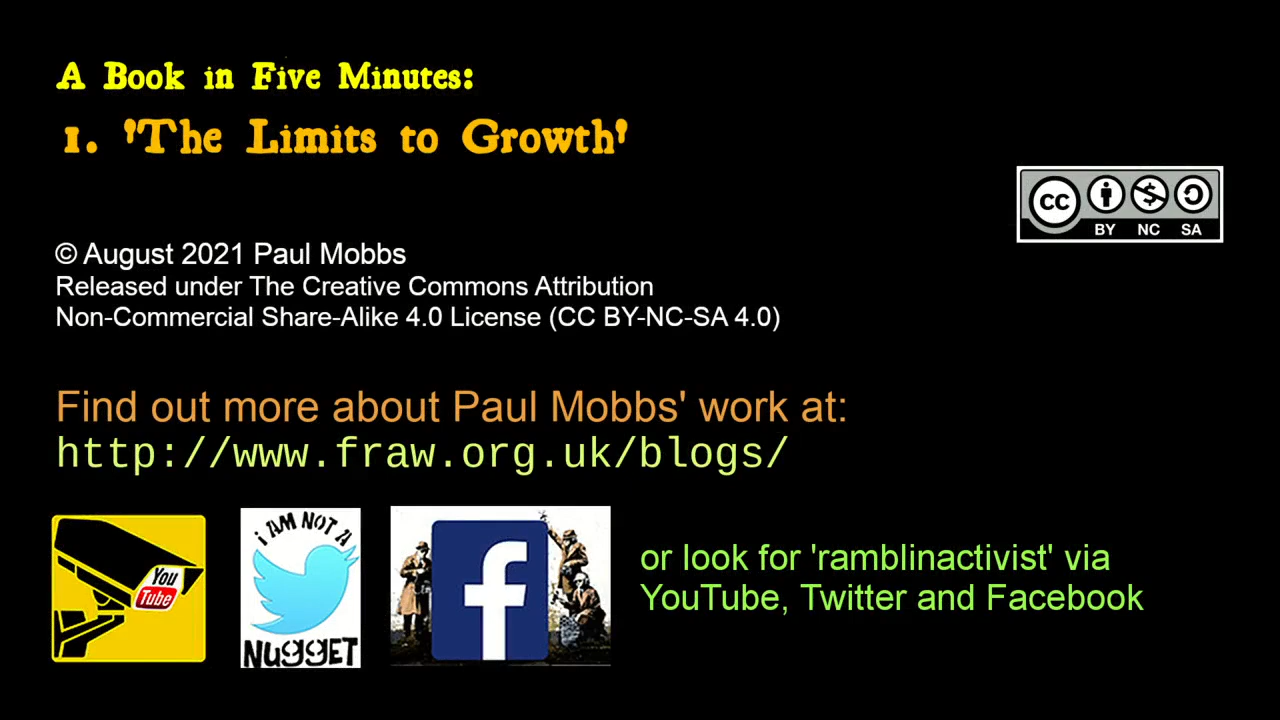 A Book in Five Minutes:
1. 'The Limits to Growth'
CC BY NC SA
© August 2021 Paul Mobbs
Released under The Creative Commons Attribution
Non-Commercial Share-Alike 4.0 License (CC BY-NC-SA 4.0)
Find out more about Paul Mobbs' work at:
http://www.fraw.org.uk/blogs/
You
Tube
I AM NOT A
NUGGET
f
or look for 'ramblinactivist' via
YouTube, Twitter and Facebook